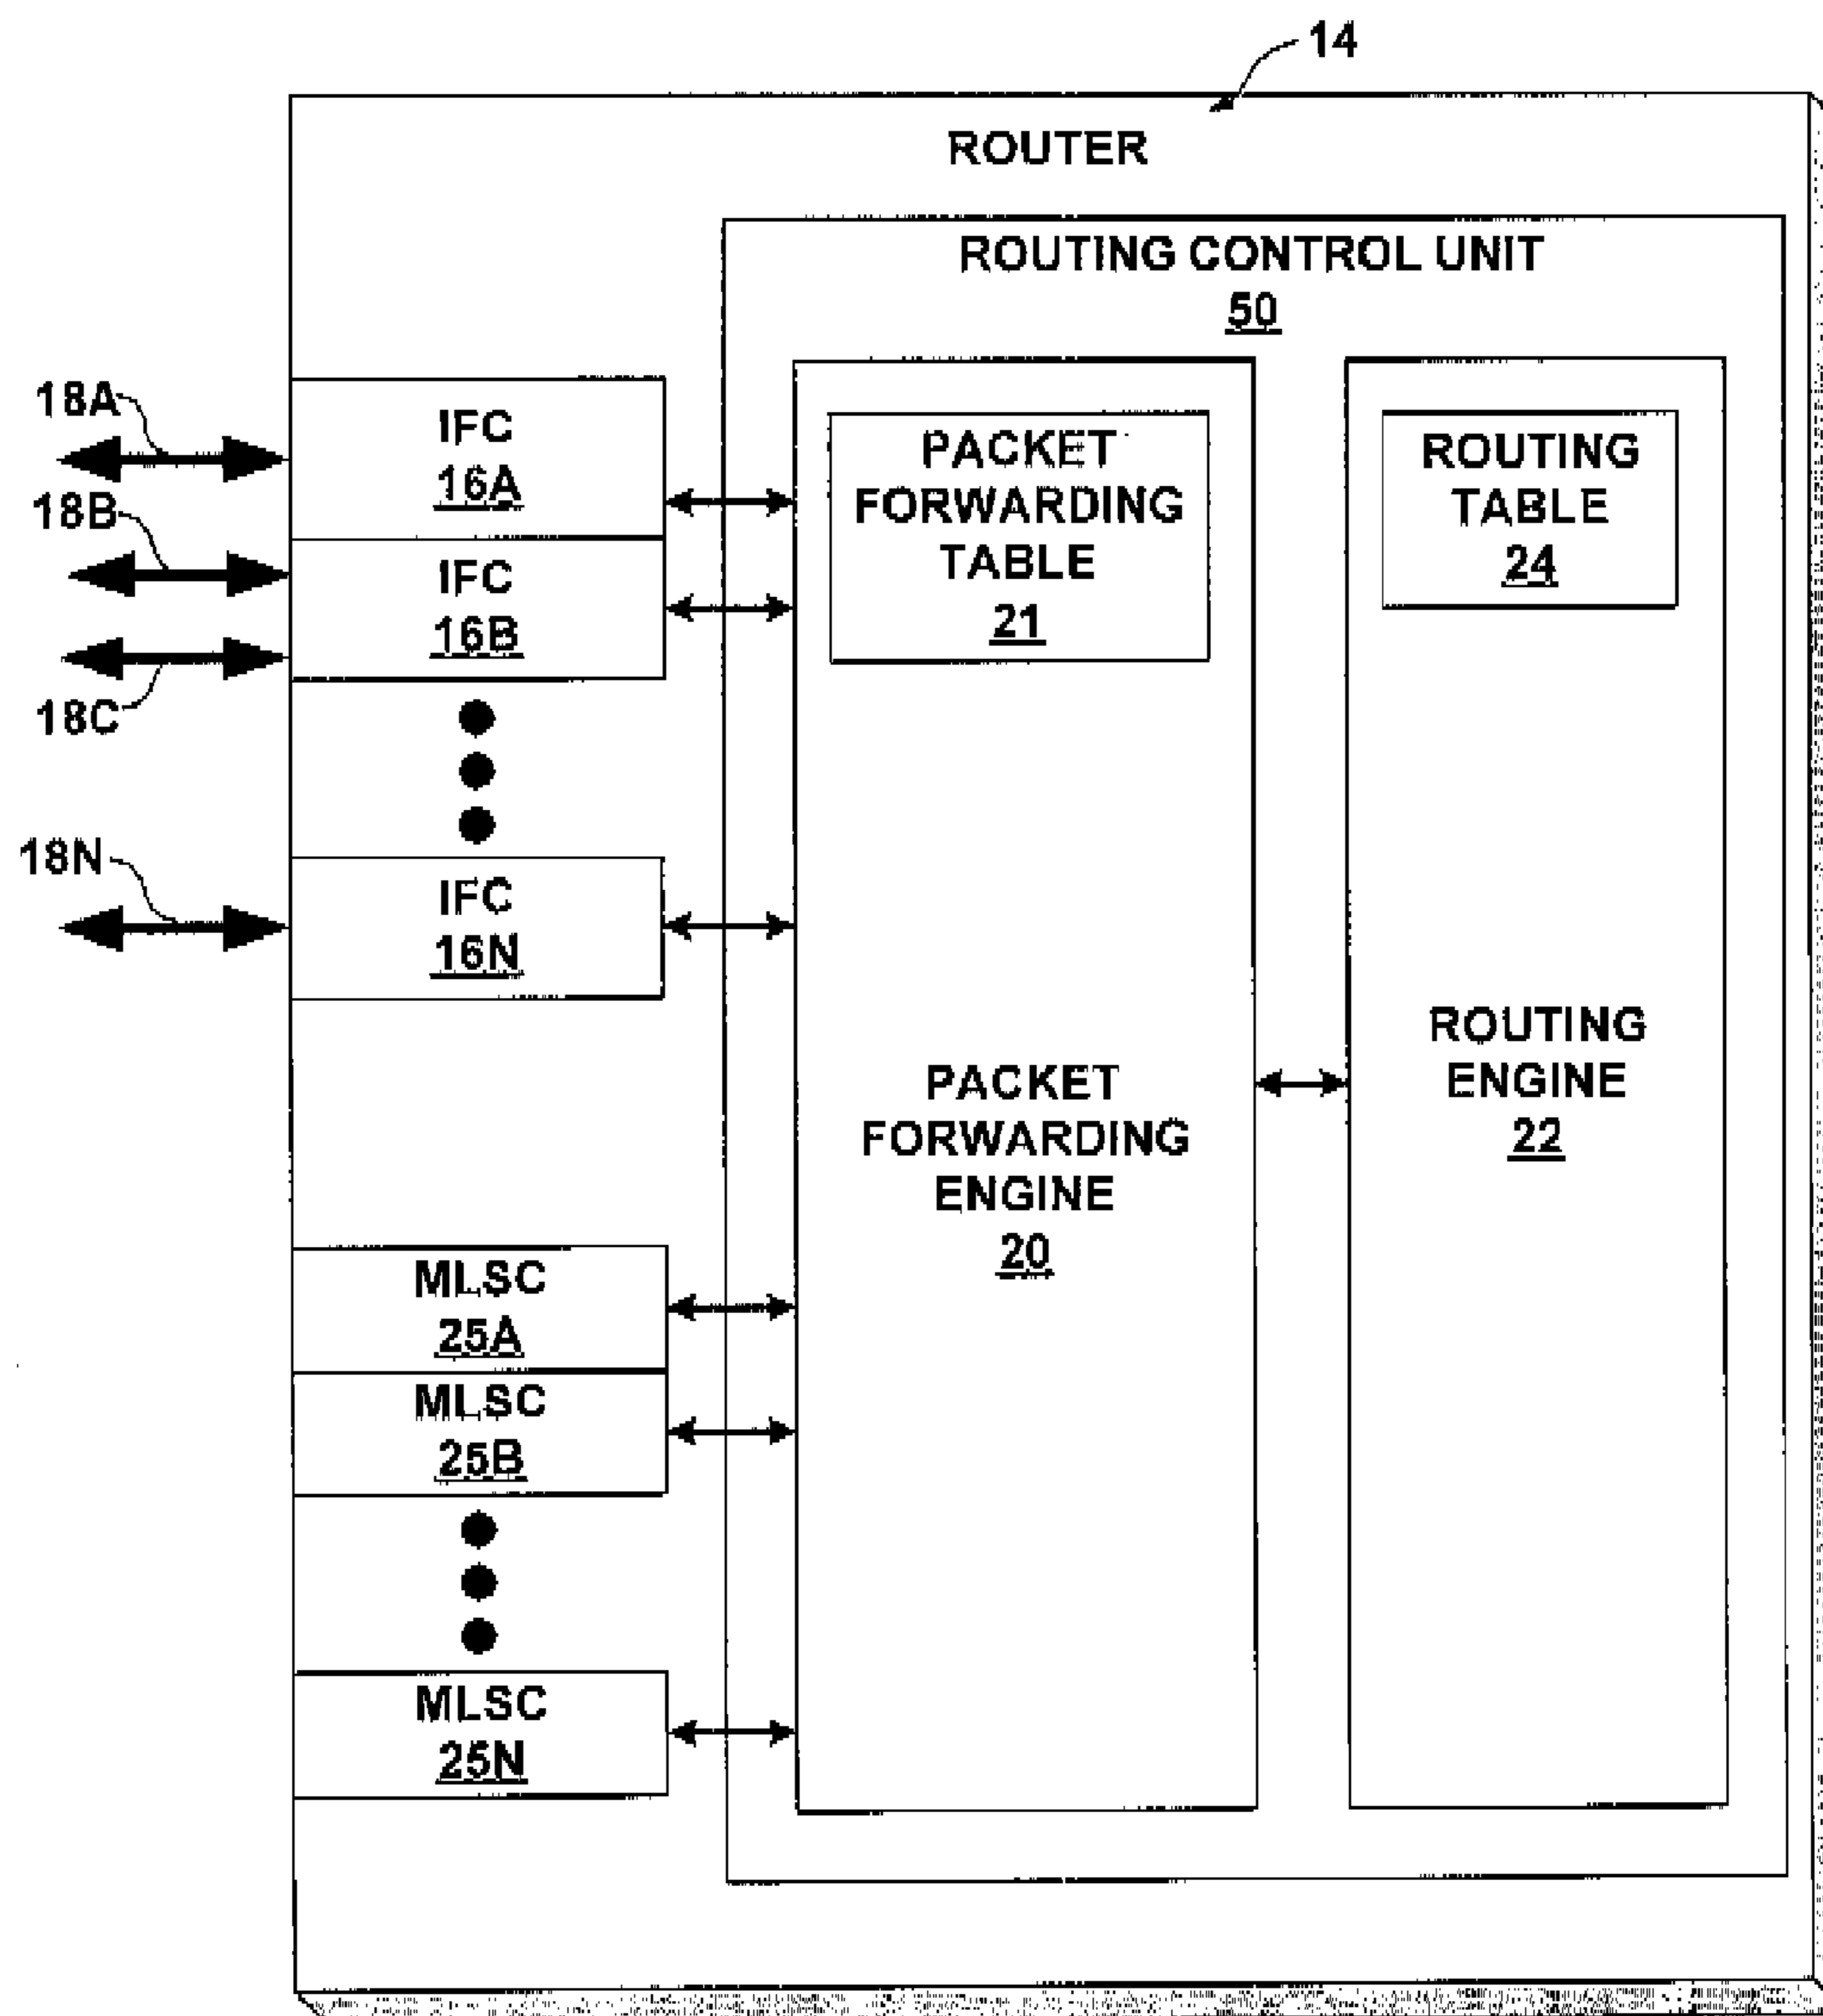 14
ROUTER
ROUTING CONTROL UNIT
50
18A
18B
18C
18N
IFC
16A
IFC
16B
IFC
16N
MLSC
25A
MLSC
25B
MLSC
25N
PACKET
FORWARDING
TABLE
21
PACKET
FORWARDING
ENGINE
20
ROUTING
TABLE
24
ROUTING
ENGINE
22